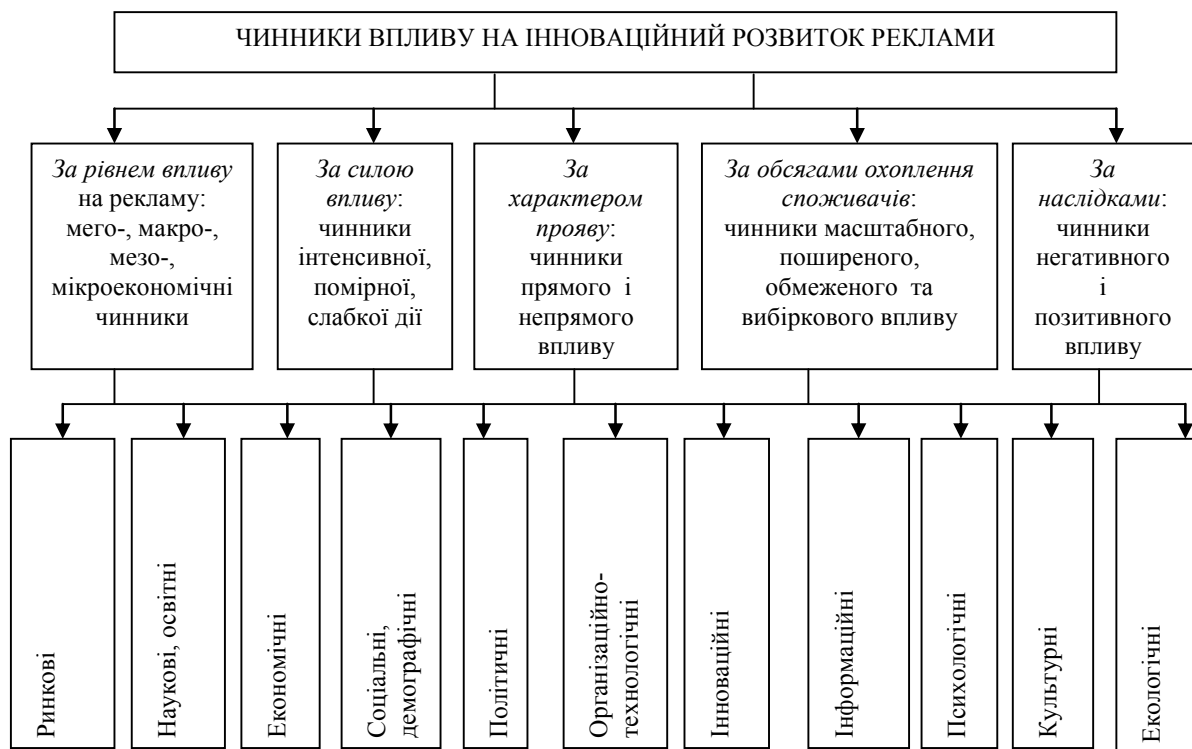 ЧИННИКИ ВПЛИВУ НА ІННОВАЦІЙНИЙ РОЗВИТОК РЕКЛАМИ
За рівнем впливу
на рекламу:
мего-, макро-,
мезо-,
мікроекономічні
чинники
За силою
впливу:
чинники
інтенсивної,
помірної,
слабкої дії
За
характером
прояву:
чинники
прямого і
непрямого
впливу
За обсягами охоплення
споживачів:
чинники масштабного,
поширеного,
обмеженого та
вибіркового впливу
За
наслідками:
чинники
негативного
і
позитивного
впливу
Ринкові
Наукові, освітні
Економічні
Соціальні,
демографічні
Політичні
Організаційно-
технологічні
Інноваційні
Інформаційні
Психологічні
Культурні
Екологічні